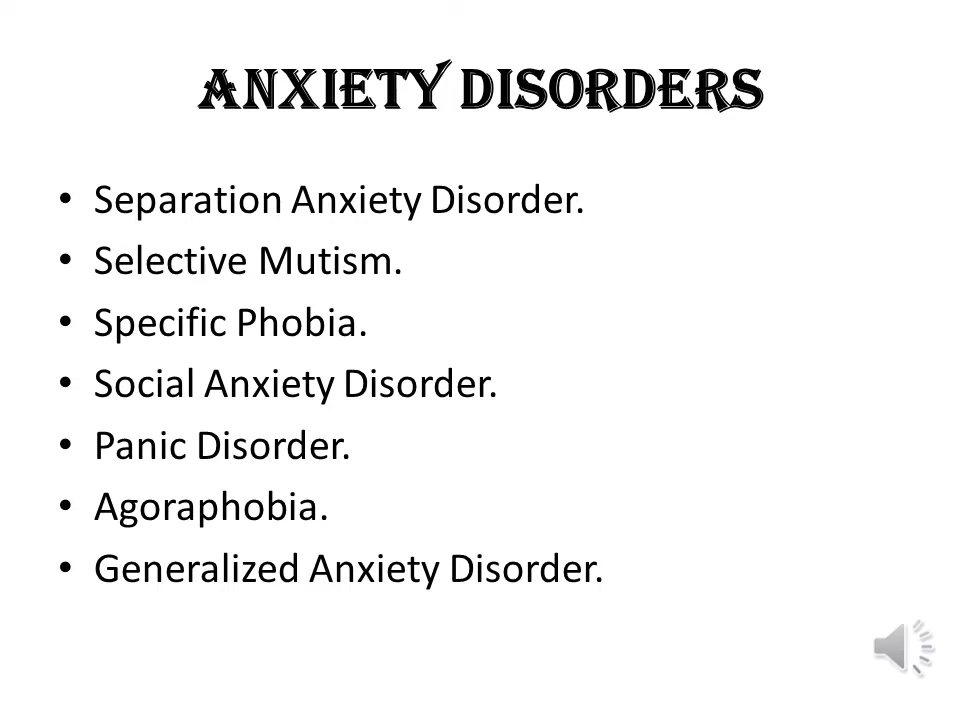 ANXIETY DISORDERS
• Separation Anxiety Disorder.
• Selective Mutism.
• Specific Phobia.
• Social Anxiety Disorder.
• Panic Disorder.
• Agoraphobia.
• Generalized Anxiety Disorder.